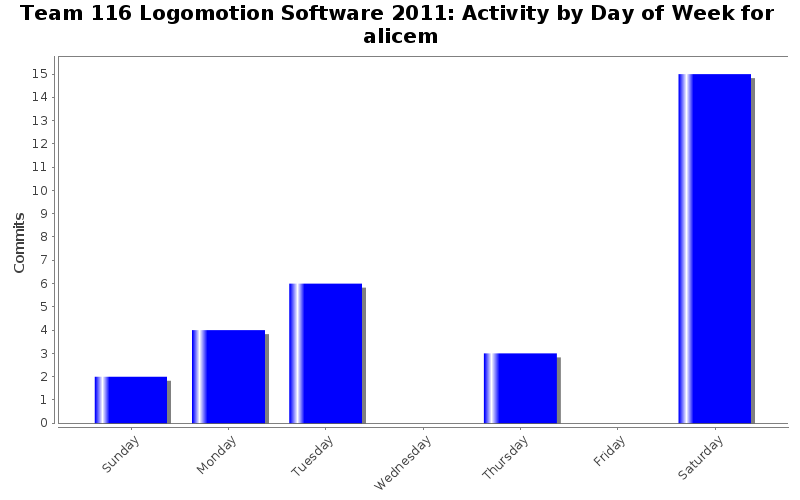 Team 116 Logomotion Software 2011: Activity by Day of Week for
alicem
15
14
13
12
11
10
9
8
7
6
5
4
3
2
1
0
Commits
Sunday
Monday
Tuesday
Wednesday
Thursday
Friday
Saturday